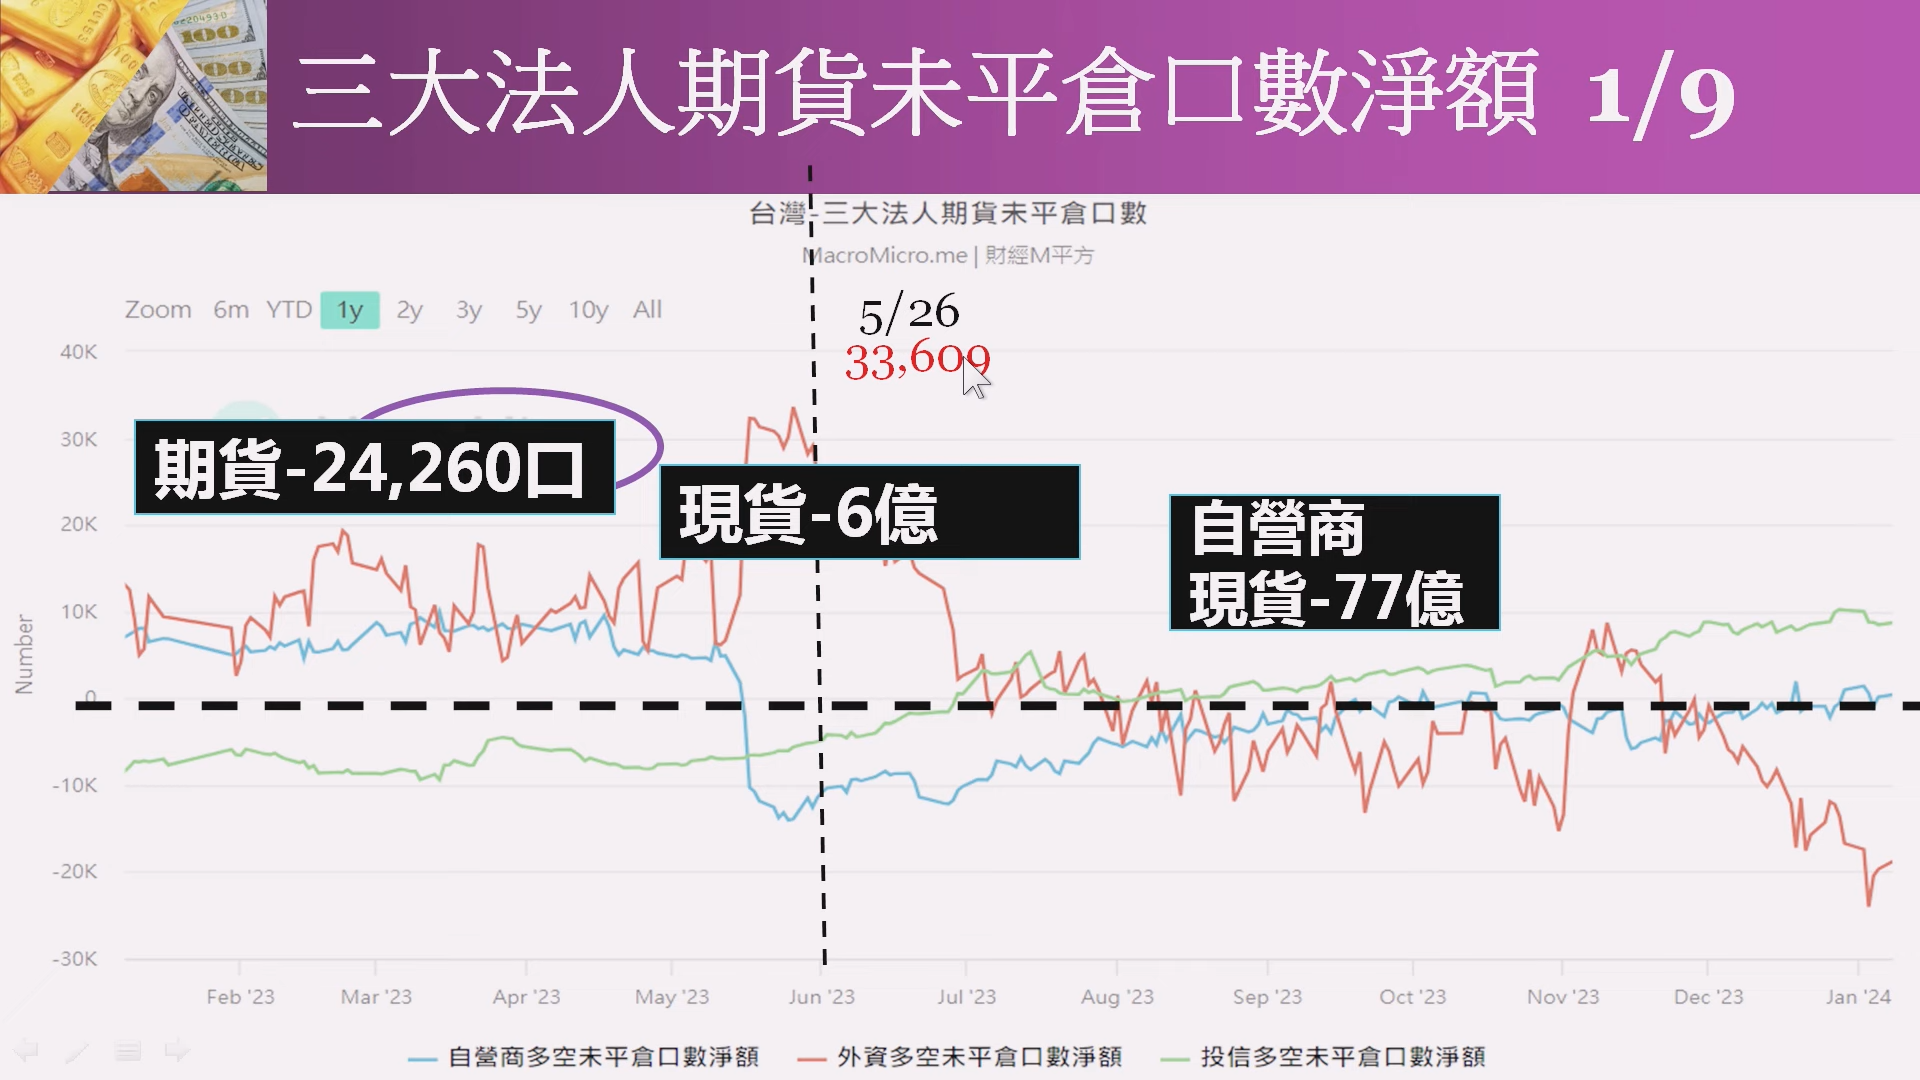 三大法人期貨未平倉口數淨額 1/9
台灣-三大法人期貨未平倉口數
MacroMicro.me | 財經M平方
Zoom 6m YTD 1y 2y 3y 5y 10y All
5/26
33,609
期貨-24,260口
現貨-6億
自營商
現貨-77億
Number
40K
30K
20K
10K
0
-10K
-20K
-30K
Feb '23 Mar '23 Apr '23 May '23 Jun '23 Jul '23 Aug '23 Sep '23 Oct '23 Nov '23 Dec '23 Jan '24
自營商多空未平倉口數淨額 外資多空未平倉口數淨額 投信多空未平倉口數淨額